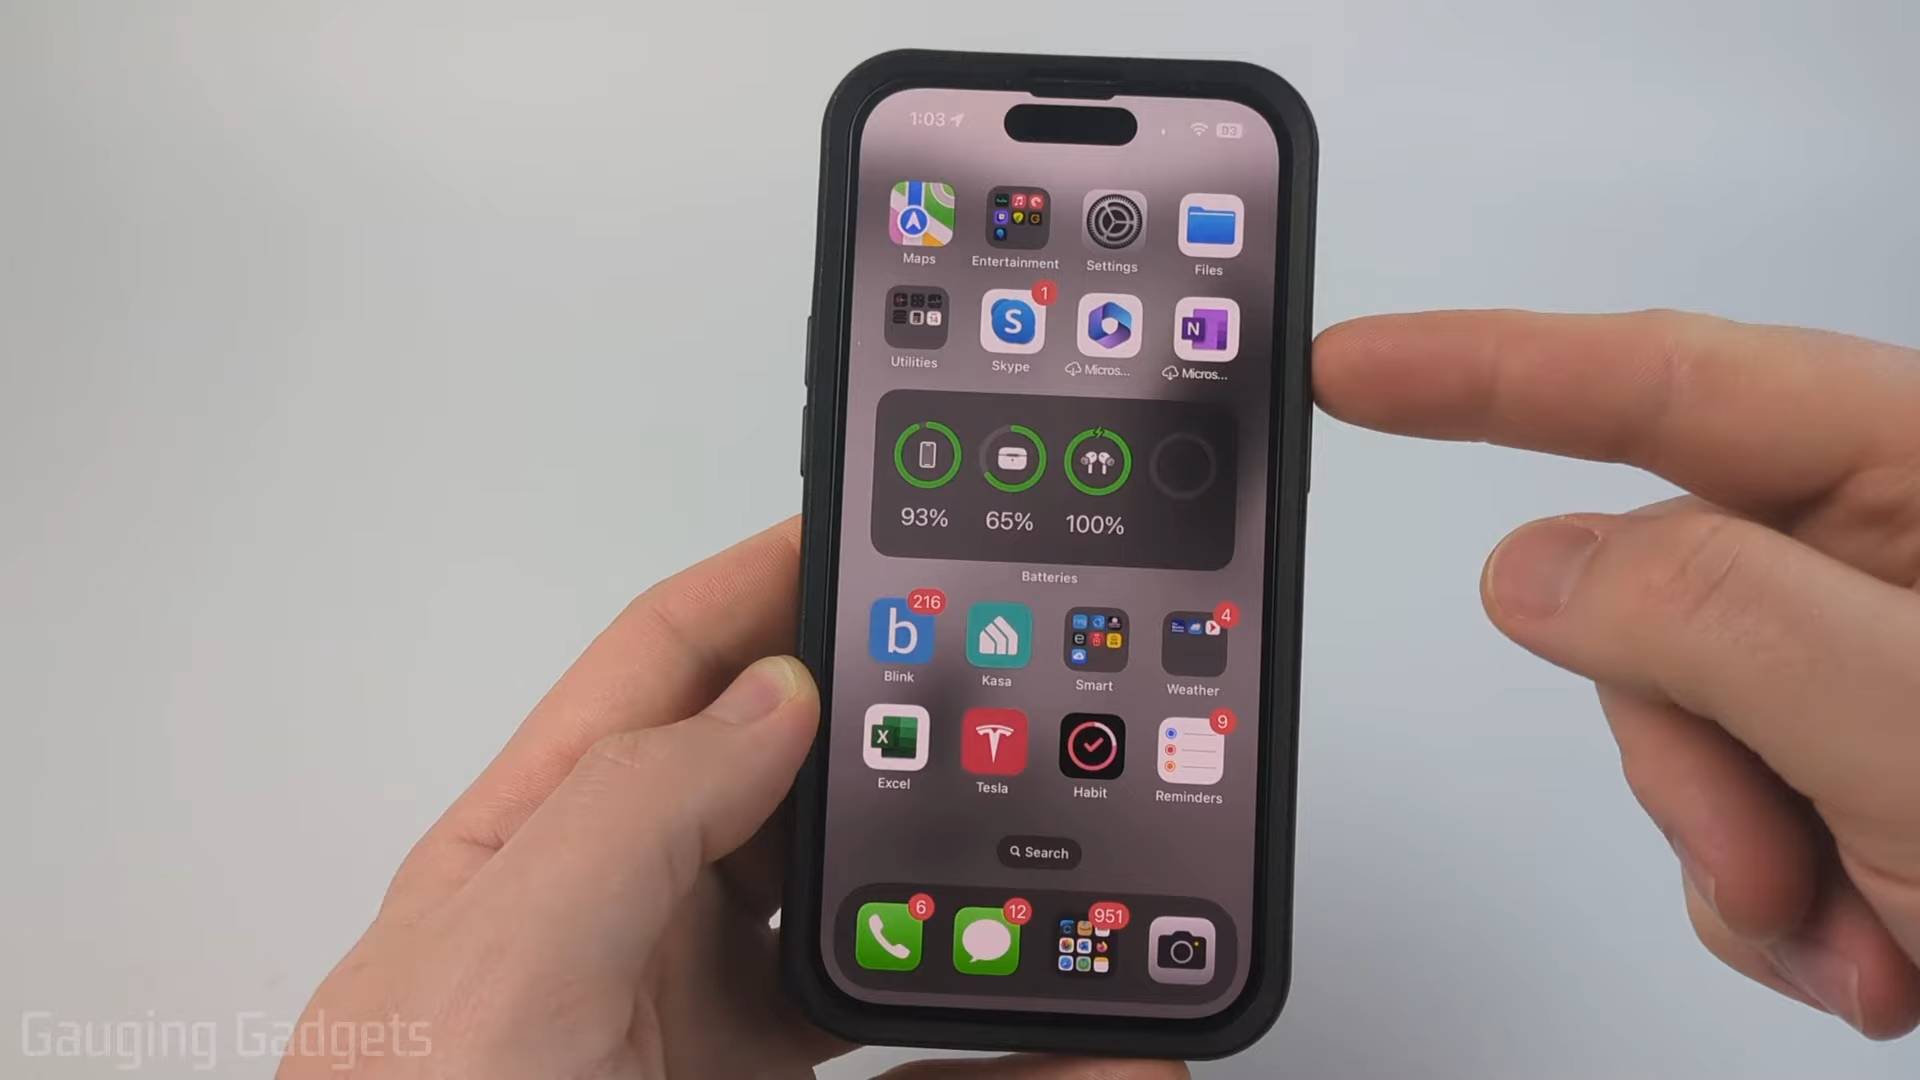 1:03
93
Maps
Entertainment
Settings
Files
1
S
N
Utilities
Skype
Micros...
Micros...
93%
65%
100%
Batteries
216
4
b
Blink
Kasa
Smart
Weather
9
X
Excel
Tesla
Habit
Reminders
Search
6
12
951
Gauging Gadgets